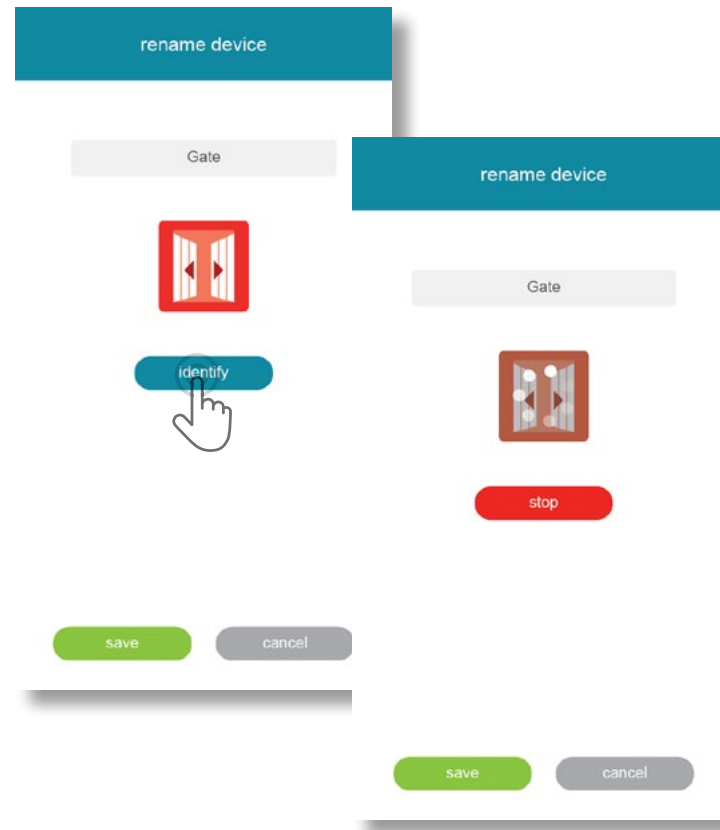 rename device
Gate
identify
save
cancel
rename device
Gate
stop
save
cancel